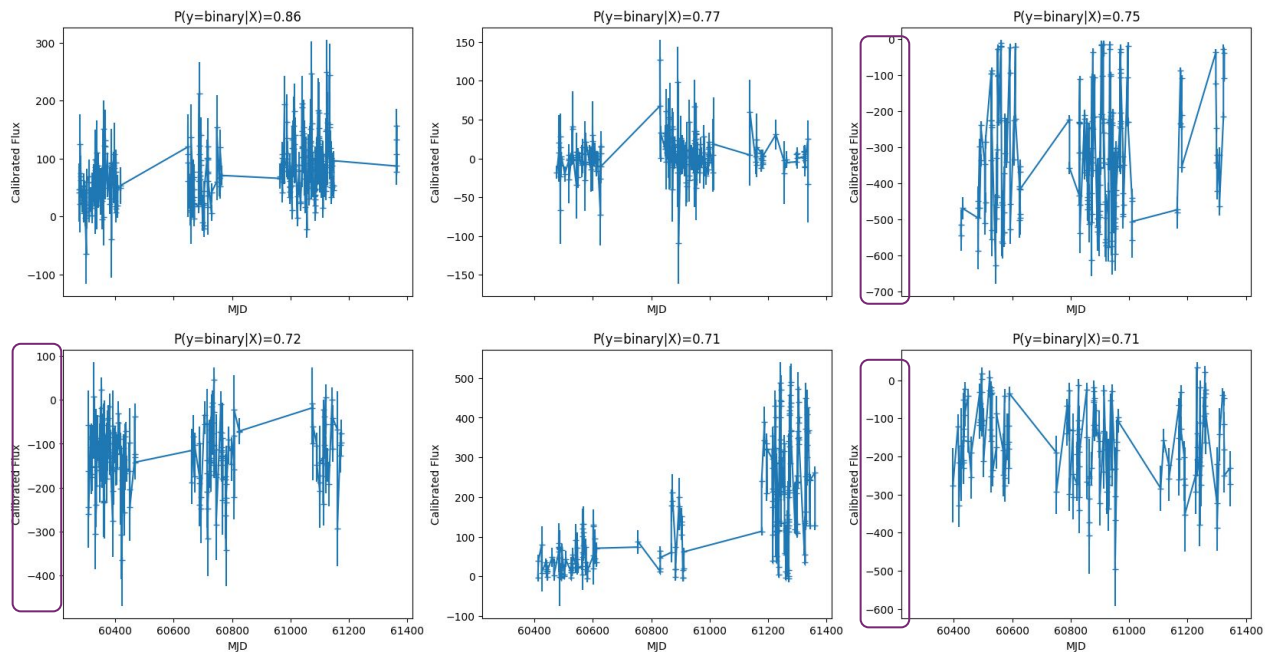 P(y=binary|X)=0.86
300
200
100
0
−100
Calibrated Flux
MJD
P(y=binary|X)=0.77
150
100
50
0
−50
−100
−150
Calibrated Flux
MJD
P(y=binary|X)=0.75
0
−100
−200
−300
−400
−500
−600
−700
Calibrated Flux
MJD
P(y=binary|X)=0.72
100
0
−100
−200
−300
−400
Calibrated Flux
60400 60600 60800 61000 61200 61400
MJD
P(y=binary|X)=0.71
500
400
300
200
100
0
−100
Calibrated Flux
60400 60600 60800 61000 61200 61400
MJD
P(y=binary|X)=0.71
0
−100
−200
−300
−400
−500
−600
Calibrated Flux
60400 60600 60800 61000 61200 61400
MJD